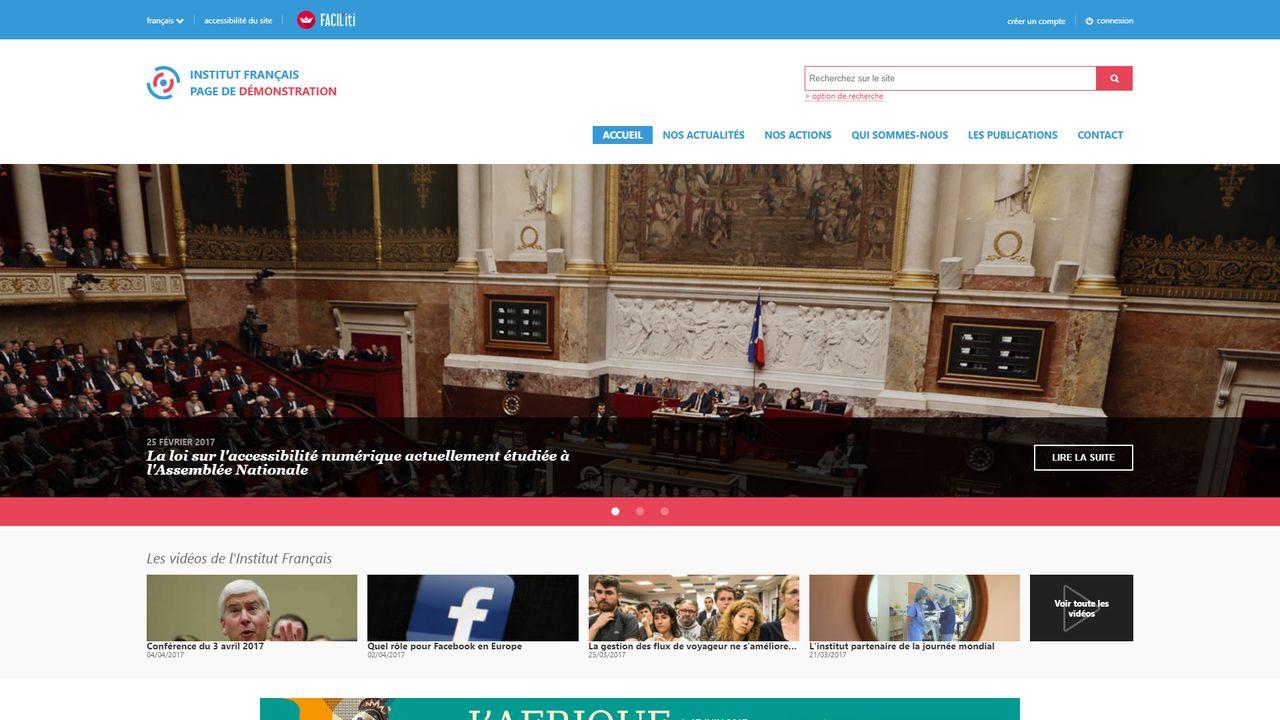 français
accessibilité du site
FACILiti
créer un compte
connexion
INSTITUT FRANÇAIS
PAGE DE DÉMONSTRATION
Recherchez sur le site
> option de recherche
ACCUEIL
NOS ACTUALITÉS
NOS ACTIONS
QUI SOMMES-NOUS
LES PUBLICATIONS
CONTACT
25 FÉVRIER 2017
La loi sur l'accessibilité numérique actuellement étudiée à
l'Assemblée Nationale
LIRE LA SUITE
Les vidéos de l'Institut Français
Conférence du 3 avril 2017
04/04/2017
Quel rôle pour Facebook en Europe
02/04/2017
La gestion des flux de voyageur ne s'améliore...
25/03/2017
L'institut partenaire de la journée mondial
21/03/2017
Voir toute les
vidéos
L'AFRIQUE